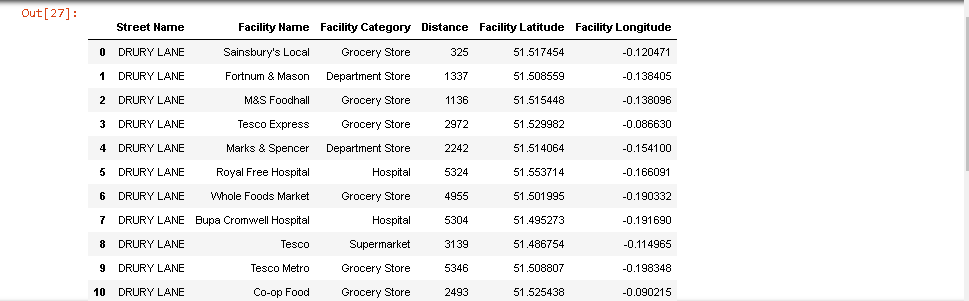 Out[27]:
Street Name Facility Name Facility Category Distance Facility Latitude Facility Longitude
0 DRURY LANE Sainsbury's Local Grocery Store 325 51.517454 -0.120471
1 DRURY LANE Fortnum & Mason Department Store 1337 51.508559 -0.138405
2 DRURY LANE M&S Foodhall Grocery Store 1136 51.515448 -0.138096
3 DRURY LANE Tesco Express Grocery Store 2972 51.529982 -0.086630
4 DRURY LANE Marks & Spencer Department Store 2242 51.514064 -0.154100
5 DRURY LANE Royal Free Hospital Hospital 5324 51.553714 -0.166091
6 DRURY LANE Whole Foods Market Grocery Store 4955 51.501995 -0.190332
7 DRURY LANE Bupa Cromwell Hospital Hospital 5304 51.495273 -0.191690
8 DRURY LANE Tesco Supermarket 3139 51.486754 -0.114965
9 DRURY LANE Tesco Metro Grocery Store 5346 51.508807 -0.198348
10 DRURY LANE Co-op Food Grocery Store 2493 51.525438 -0.090215